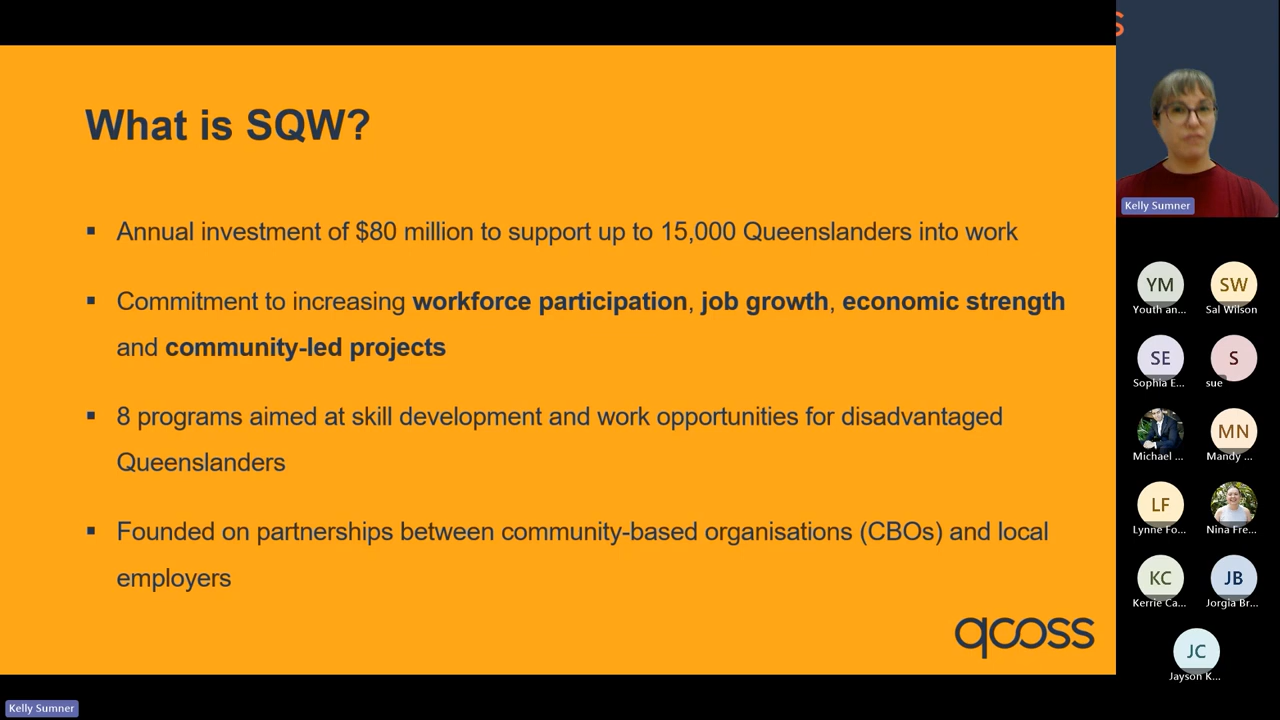 What is SQW?
Annual investment of $80 million to support up to 15,000 Queenslanders into work
Commitment to increasing workforce participation, job growth, economic strength
and community-led projects
8 programs aimed at skill development and work opportunities for disadvantaged
Queenslanders
Founded on partnerships between community-based organisations (CBOs) and local
employers
qcoss
Kelly Sumner
S
Kelly Sumner
YM
Youth an...
SW
Sal Wilson
SE
Sophia E...
S
sue
Michael ...
MN
Mandy ...
LF
Lynne Fo...
Nina Fre...
KC
Kerrie Ca...
JB
Jorgia Br...
JC
Jayson K...